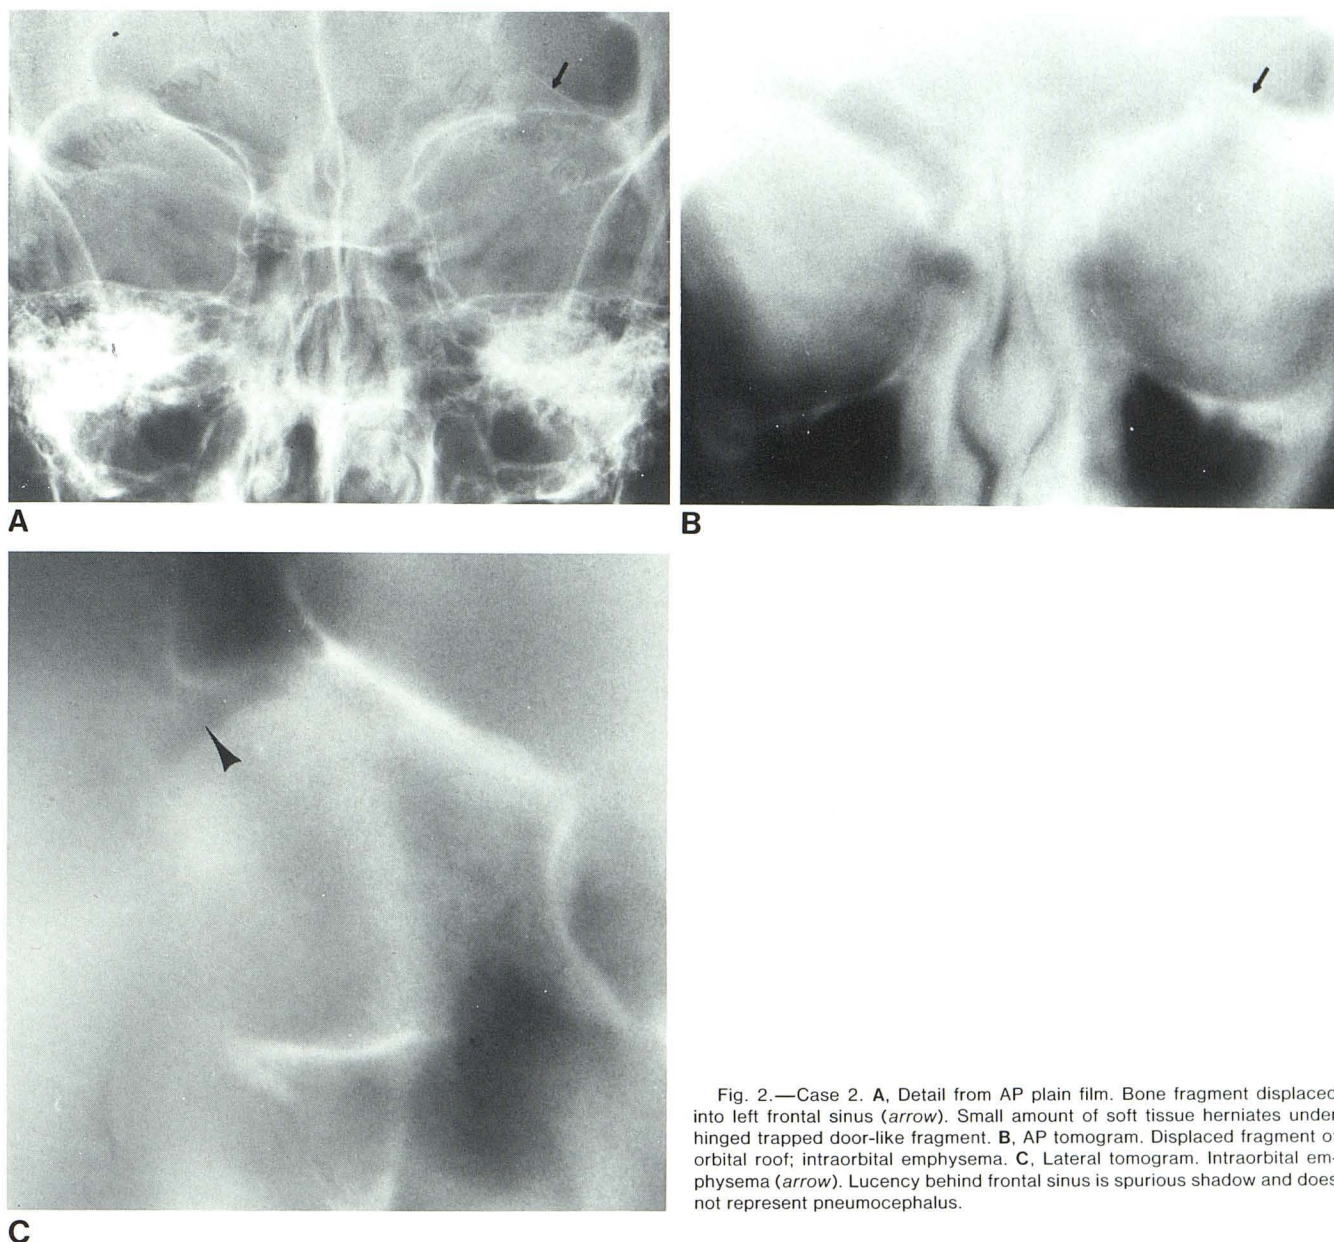 A
B
C
Fig. 2.—Case 2. A, Detail from AP plain film. Bone fragment displaced
into left frontal sinus (arrow). Small amount of soft tissue herniates under
hinged trapped door-like fragment. B, AP tomogram. Displaced fragment of
orbital roof; intraorbital emphysema. C, Lateral tomogram. Intraorbital em-
physema (arrow). Lucency behind frontal sinus is spurious shadow and does
not represent pneumocephalus.